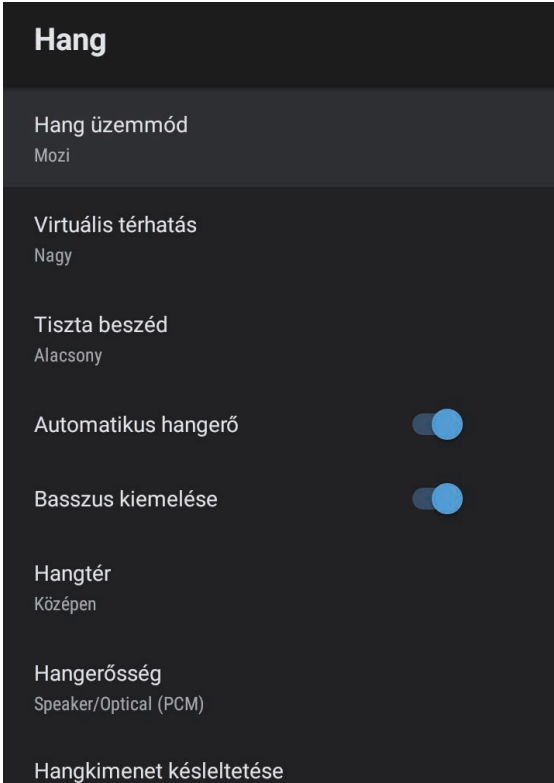 Hang
Hang üzemmód
Mozi
Virtuális térhatás
Nagy
Tiszta beszéd
Alacsony
Automatikus hangerő
Basszus kiemelése
Hangtér
Középen
Hangerősség
Speaker/Optical (PCM)
Hangkimenet késleltetése